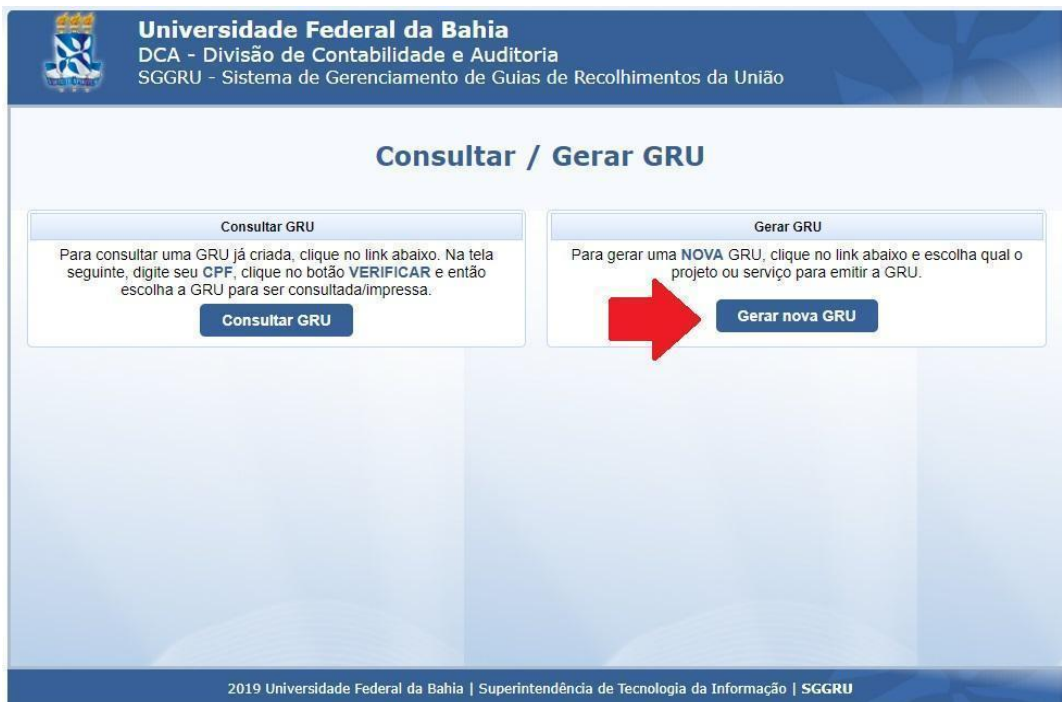 Universidade Federal da Bahia
DCA - Divisão de Contabilidade e Auditoria
SGGRU - Sistema de Gerenciamento de Guias de Recolhimentos da União
Consultar / Gerar GRU
Consultar GRU
Para consultar uma GRU já criada, clique no link abaixo. Na tela
seguinte, digite seu CPF, clique no botão VERIFICAR e então
escolha a GRU para ser consultada/impressa.
Consultar GRU
Gerar GRU
Para gerar uma NOVA GRU, clique no link abaixo e escolha qual o
projeto ou serviço para emitir a GRU.
Gerar nova GRU
2019 Universidade Federal da Bahia | Superintendência de Tecnologia da Informação | SGGRU